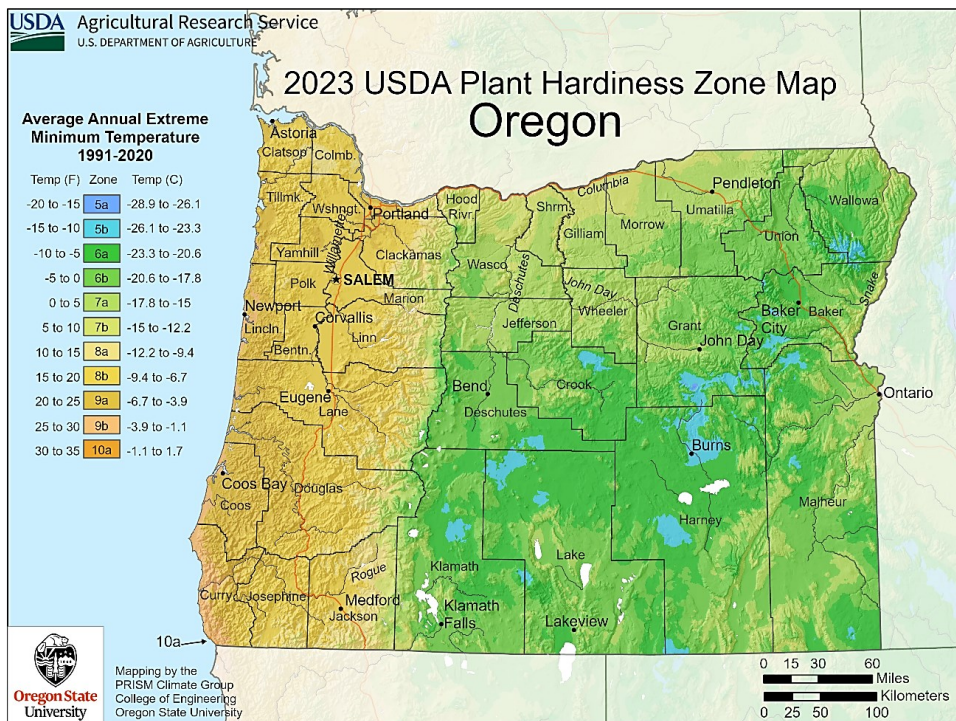 USDA Agricultural Research Service
U.S. DEPARTMENT OF AGRICULTURE
2023 USDA Plant Hardiness Zone Map
Oregon
Average Annual Extreme
Minimum Temperature
1991-2020
Temp (F) Zone Temp (C)
-20 to -15 5a -28.9 to -26.1
-15 to -10 5b -26.1 to -23.3
-10 to -5 6a -23.3 to -20.6
-5 to 0 6b -20.6 to -17.8
0 to 5 7a -17.8 to -15
5 to 10 7b -15 to -12.2
10 to 15 8a -12.2 to -9.4
15 to 20 8b -9.4 to -6.7
20 to 25 9a -6.7 to -3.9
25 to 30 9b -3.9 to -1.1
30 to 35 10a -1.1 to 1.7
Astoria
Clatsop
Colmb.
Tillmk.
Wshngt.
Portland
Hood
Rivr.
Shrm.
Columbia
Pendleton
Umatilla
Wallowa
Gilliam
Morrow
Union
Yamhill
Willamette
Clackamas
Wasco
Deschutes
Polk
SALEM
Marion
John Day
Wheeler
Snake
Newport
Lincln.
Corvallis
Linn
Jefferson
Grant
Baker
City
Baker
Bentn.
John Day
Eugene
Lane
Bend
Deschutes
Crook
Ontario
Burns
Coos Bay
Coos
Douglas
Malheur
Harney
Rogue
Klamath
Lake
Curry
Josephine
Medford
Jackson
Klamath
Falls
Lakeview
10a
Oregon State
University
Mapping by the
PRISM Climate Group
College of Engineering
Oregon State University
0 15 30 60
Miles
Kilometers
0 25 50 100